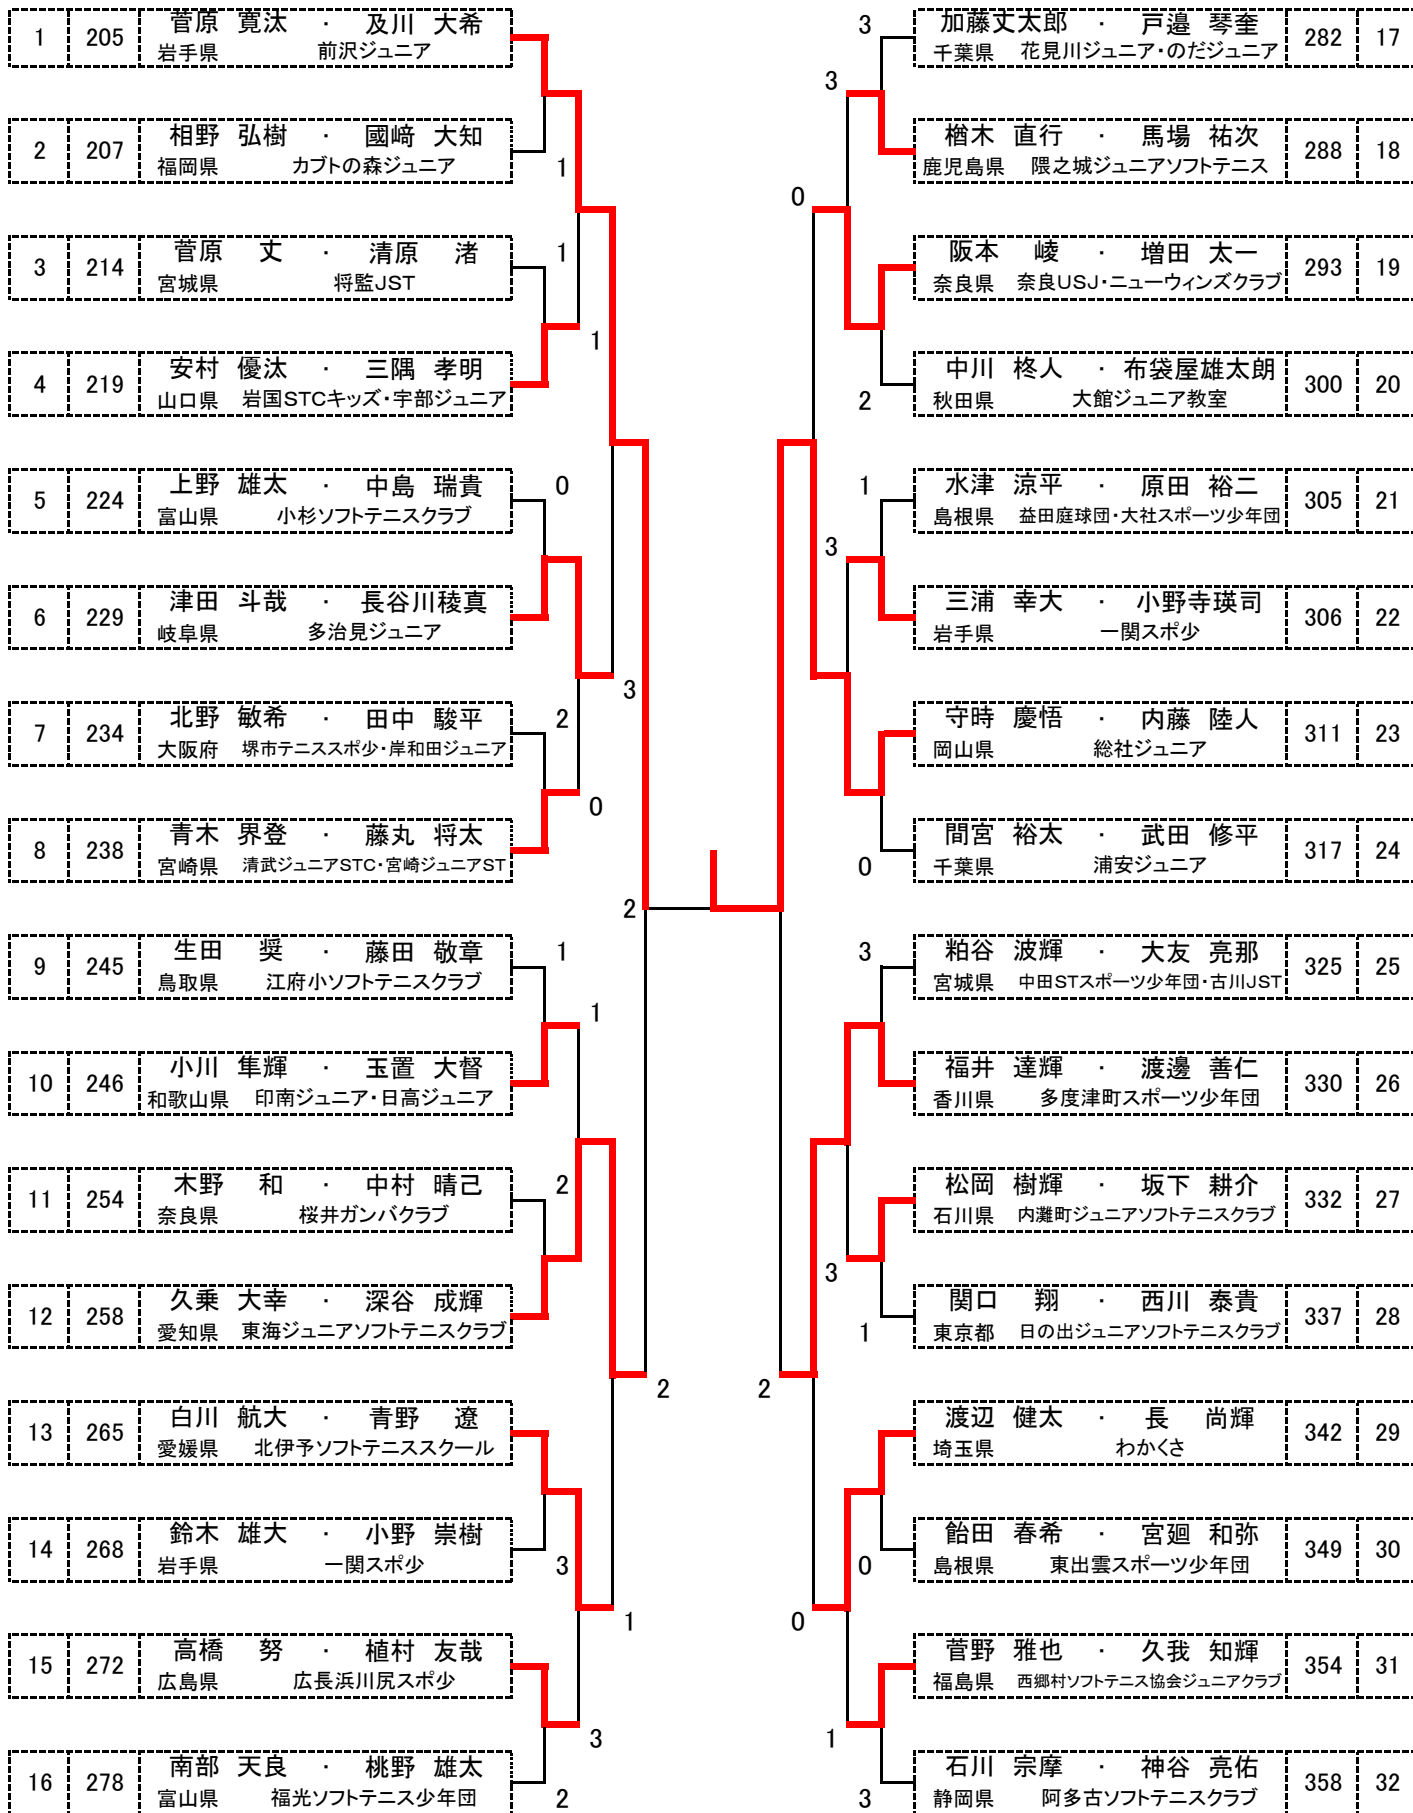 1 205 菅原 寛汰 ・ 及川 大希
岩手県 前沢ジュニア
2 207 相野 弘樹 ・ 國﨑 大知
福岡県 カブトの森ジュニア
1
3 214 菅原 丈 ・ 清原 渚
宮城県 将監JST
1
1
4 219 安村 優汰 ・ 三隅 孝明
山口県 岩国STCキッズ・宇部ジュニア
5 224 上野 雄太 ・ 中島 瑞貴
富山県 小杉ソフトテニスクラブ
0
6 229 津田 斗哉 ・ 長谷川稜真
岐阜県 多治見ジュニア
3
7 234 北野 敏希 ・ 田中 駿平
大阪府 堺市テニススポ少・岸和田ジュニア
2
0
8 238 青木 界登 ・ 藤丸 将太
宮崎県 清武ジュニアSTC・宮崎ジュニアST
2
9 245 生田 奨 ・ 藤田 敬章
鳥取県 江府小ソフトテニスクラブ
1
1
10 246 小川 隼輝 ・ 玉置 大督
和歌山県 印南ジュニア・日高ジュニア
11 254 木野 和 ・ 中村 晴己
奈良県 桜井ガンバクラブ
2
12 258 久乗 大幸 ・ 深谷 成輝
愛知県 東海ジュニアソフトテニスクラブ
2
13 265 白川 航大 ・ 青野 遼
愛媛県 北伊予ソフトテニススクール
14 268 鈴木 雄大 ・ 小野 崇樹
岩手県 一関スポ少
3
1
15 272 高橋 努 ・ 植村 友哉
広島県 広長浜川尻スポ少
3
16 278 南部 天良 ・ 桃野 雄太
富山県 福光ソフトテニス少年団
2
3
加藤丈太郎 ・ 戸邉 琴奎 282 17
千葉県 花見川ジュニア・のだジュニア
3
楢木 直行 ・ 馬場 祐次 288 18
鹿児島県 隈之城ジュニアソフトテニス
0
阪本 崚 ・ 増田 太一 293 19
奈良県 奈良USJ・ニューウィンズクラブ
中川 柊人 ・ 布袋屋雄太朗 300 20
秋田県 大館ジュニア教室
2
1
水津 涼平 ・ 原田 裕二 305 21
島根県 益田庭球団・大社スポーツ少年団
3
三浦 幸大 ・ 小野寺瑛司 306 22
岩手県 一関スポ少
守時 慶悟 ・ 内藤 陸人 311 23
岡山県 総社ジュニア
間宮 裕太 ・ 武田 修平 317 24
千葉県 浦安ジュニア
0
3
粕谷 波輝 ・ 大友 亮那 325 25
宮城県 中田STスポーツ少年団・古川JST
福井 達輝 ・ 渡邊 善仁 330 26
香川県 多度津町スポーツ少年団
松岡 樹輝 ・ 坂下 耕介 332 27
石川県 内灘町ジュニアソフトテニスクラブ
3
関口 翔 ・ 西川 泰貴 337 28
東京都 日の出ジュニアソフトテニスクラブ
1
2
渡辺 健太 ・ 長 尚輝 342 29
埼玉県 わかくさ
飴田 春希 ・ 宮廻 和弥 349 30
島根県 東出雲スポーツ少年団
0
0
菅野 雅也 ・ 久我 知輝 354 31
福島県 西郷村ソフトテニス協会ジュニアクラブ
1
石川 宗摩 ・ 神谷 亮佑 358 32
静岡県 阿多古ソフトテニスクラブ
3